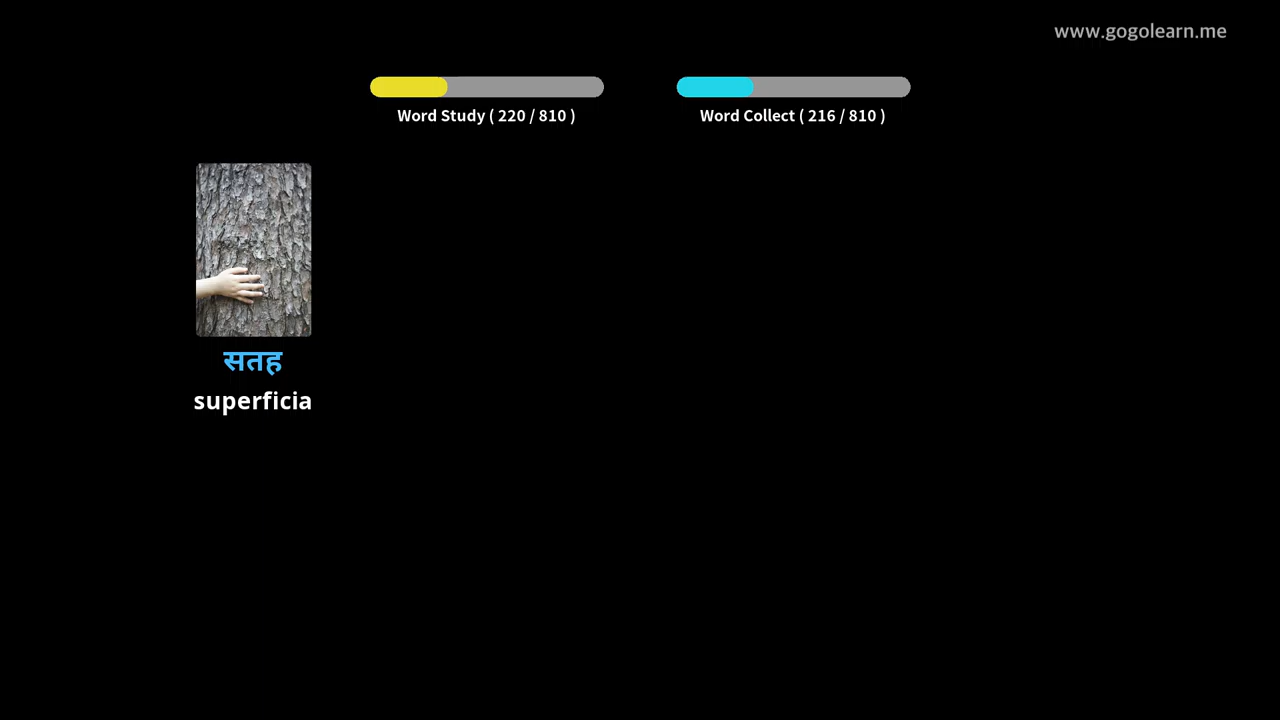 www.gogolearn.me
Word Study ( 220 / 810 )
Word Collect ( 216 / 810 )
सतह
superficia